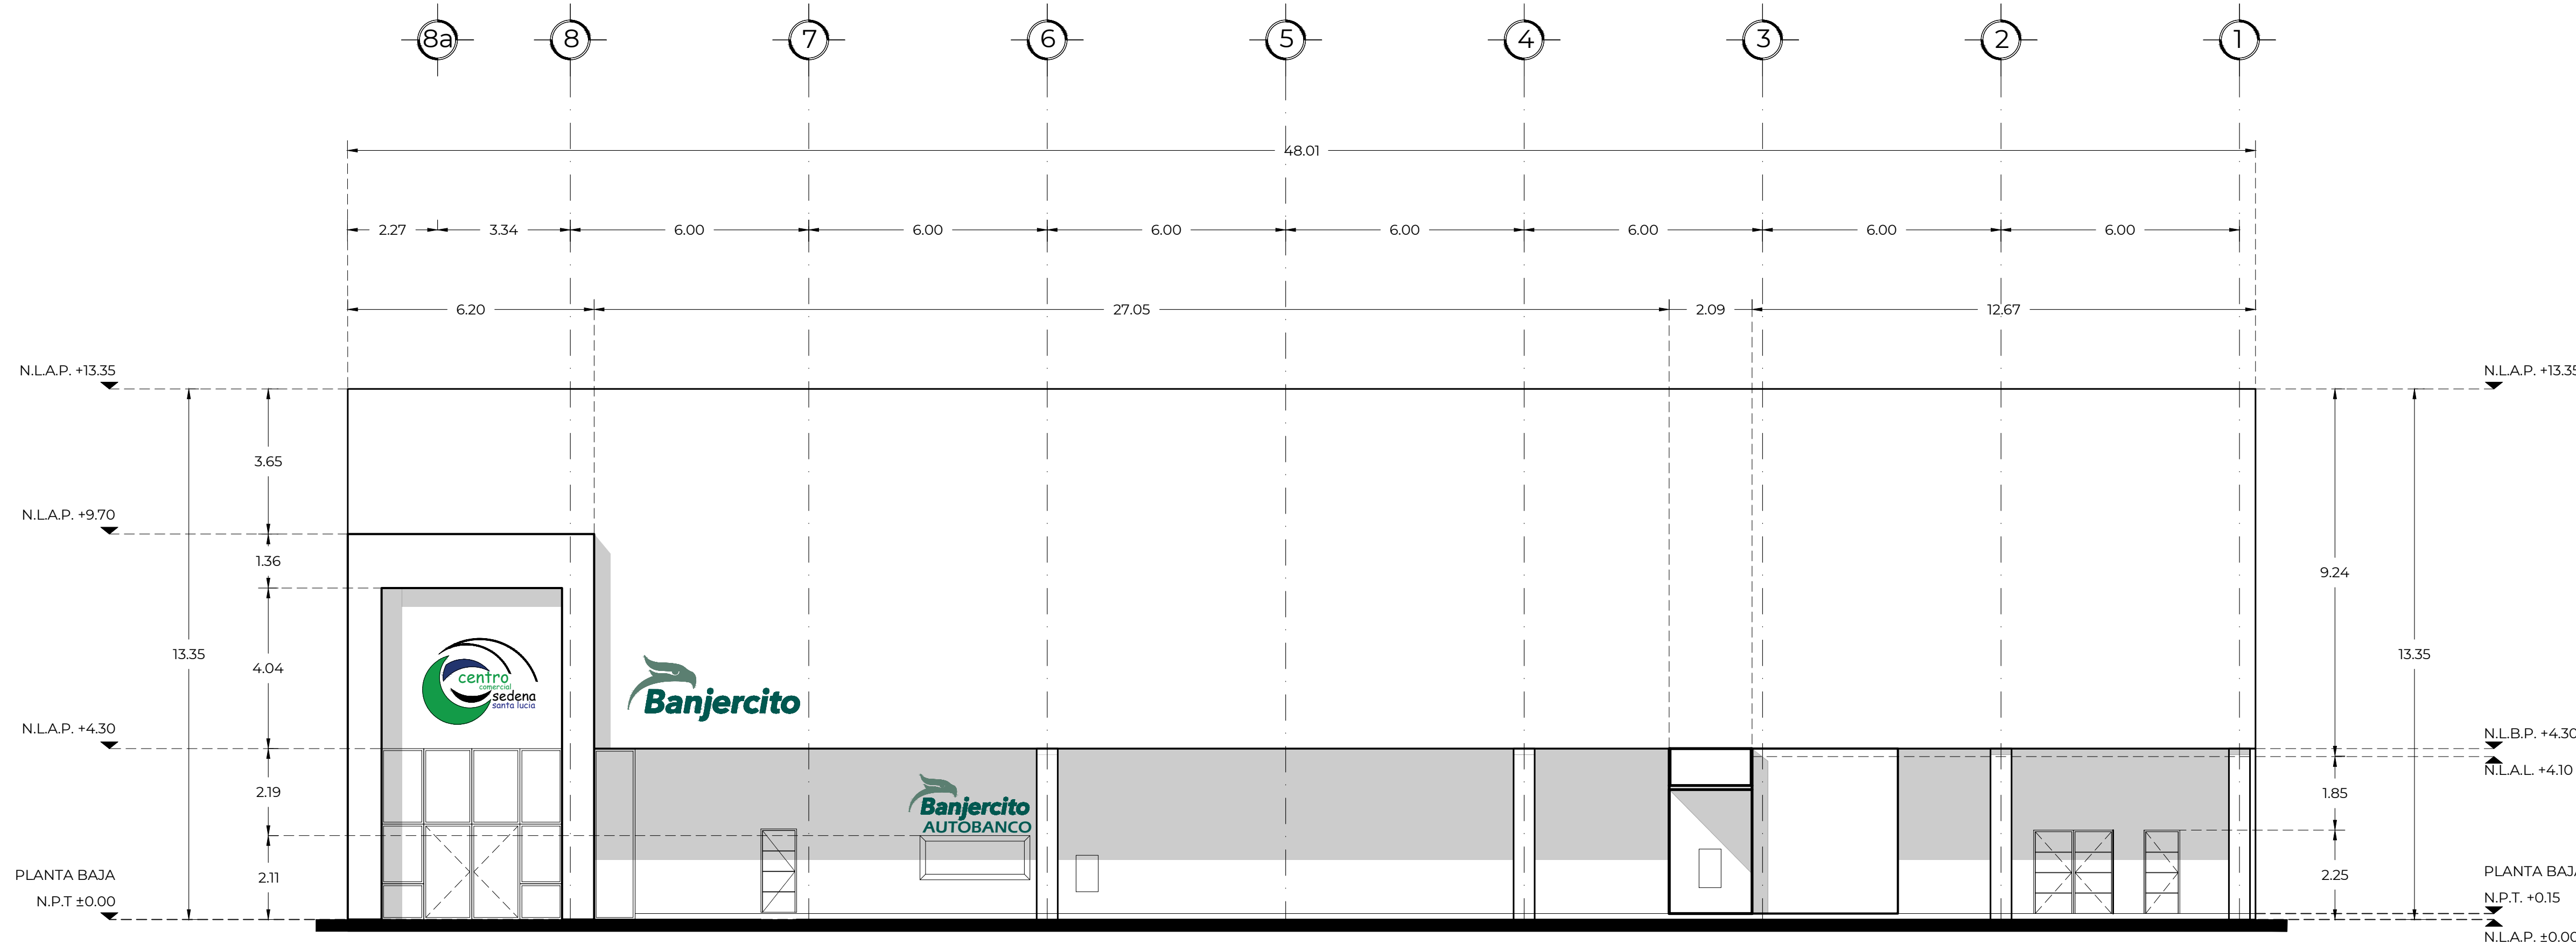 8a 8 7 6 5 4 3 2 1
48.01
2.27 3.34 6.00 6.00 6.00 6.00 6.00 6.00 6.00
6.20 27.05 2.09 12.67
N.L.A.P. +13.35
N.L.A.P. +13.35
3.65
N.L.A.P. +9.70
1.36
9.24
13.35
4.04
13.35
centro
comercial
sedena
santa lucia
Banjercito
N.L.A.P. +4.30
N.L.B.P. +4.30
N.L.A.L. +4.10
2.19
1.85
Banjercito
AUTOBANCO
PLANTA BAJA
N.P.T ±0.00
2.11
2.25
PLANTA BAJA
N.P.T. +0.15
N.L.A.P. ±0.00